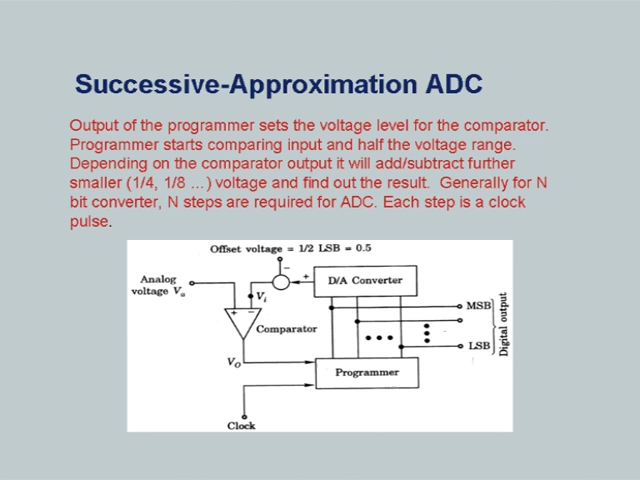 Successive-Approximation ADC
Output of the programmer sets the voltage level for the comparator.
Programmer starts comparing input and half the voltage range.
Depending on the comparator output it will add/subtract further
smaller (1/4, 1/8 ...) voltage and find out the result. Generally for N
bit converter, N steps are required for ADC. Each step is a clock
pulse.
Offset voltage = 1/2 LSB = 0.5
−
+
D/A Converter
Analog
voltage Va
Vi
+ −
Comparator
MSB
LSB
Digital output
Vo
Programmer
Clock